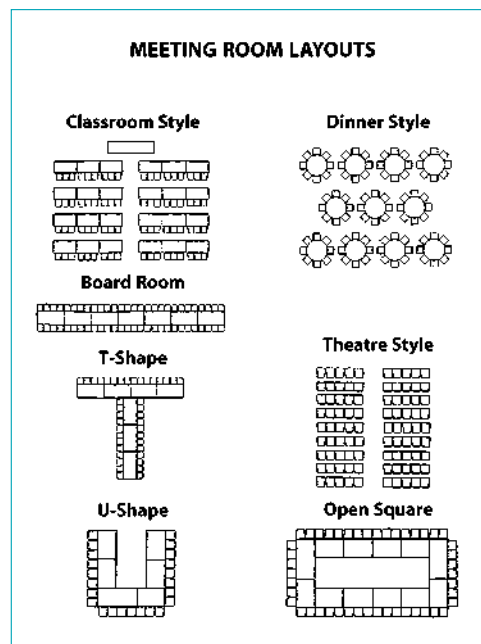 MEETING ROOM LAYOUTS
Classroom Style
Dinner Style
Board Room
T-Shape
Theatre Style
U-Shape
Open Square